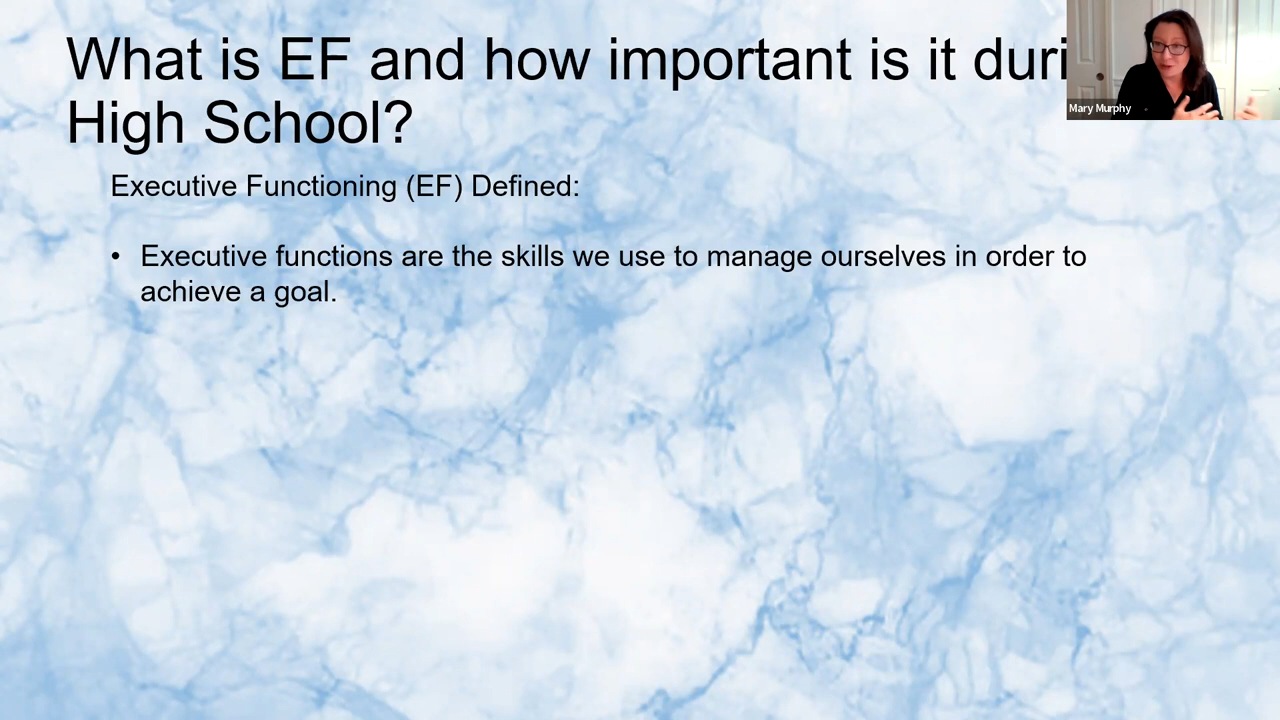 What is EF and how important is it duri
High School?
Mary Murphy
Executive Functioning (EF) Defined:
• Executive functions are the skills we use to manage ourselves in order to
achieve a goal.